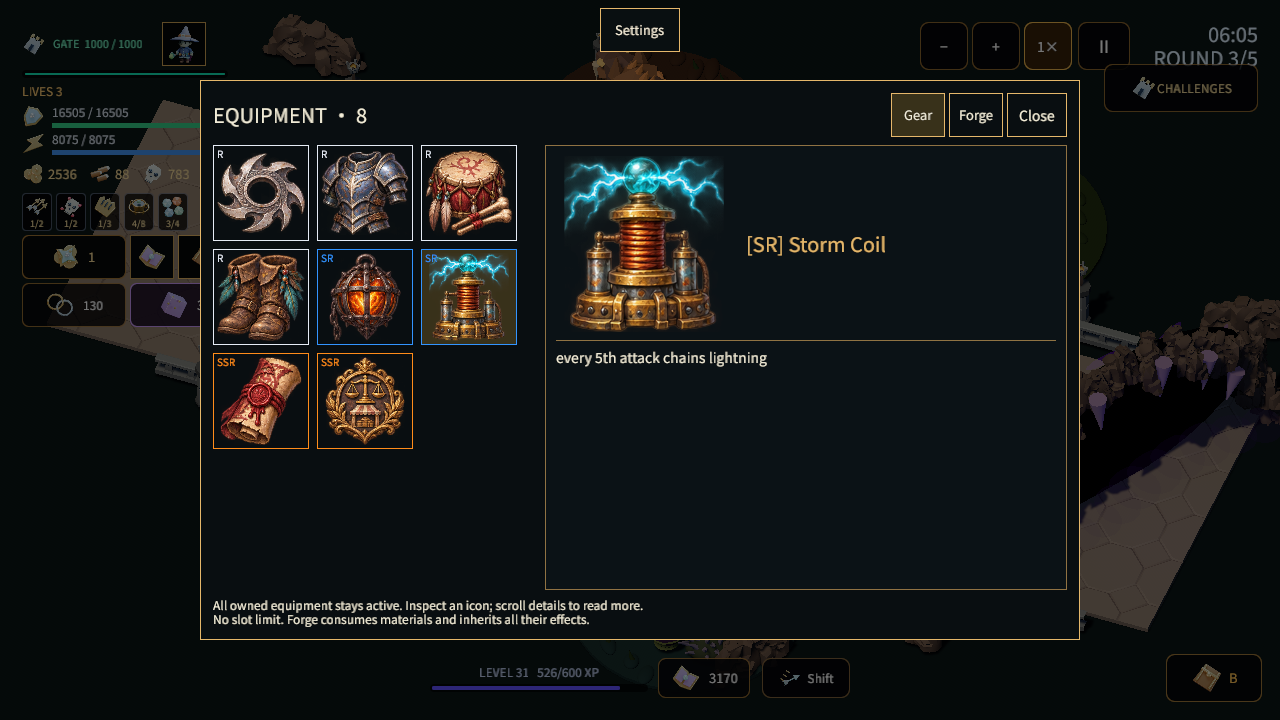 Settings
GATE 1000 / 1000
− + 1× II
06:05
ROUND 3/5
CHALLENGES
LIVES 3
16505 / 16505
8075 / 8075
2536 88 783
1/2 1/2 1/3 4/8 3/4
1
130
EQUIPMENT • 8
Gear Forge Close
R R R
R SR SR
SSR SSR
[SR] Storm Coil
every 5th attack chains lightning
All owned equipment stays active. Inspect an icon; scroll details to read more.
No slot limit. Forge consumes materials and inherits all their effects.
LEVEL 31 526/600 XP
3170
Shift
B